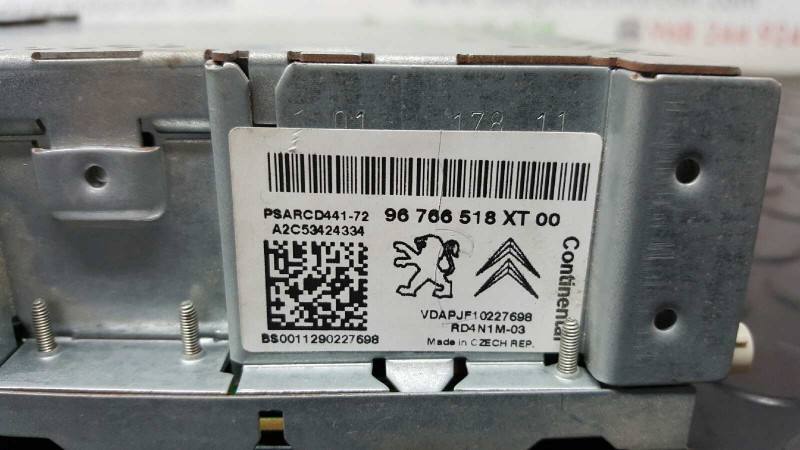 178 11
PSARCD441-72 96 766 518 XT 00
A2C53424334
Continental
VDAPJF10227698
RD4N1M-03
BS0011290227698
Made in CZECH REP.